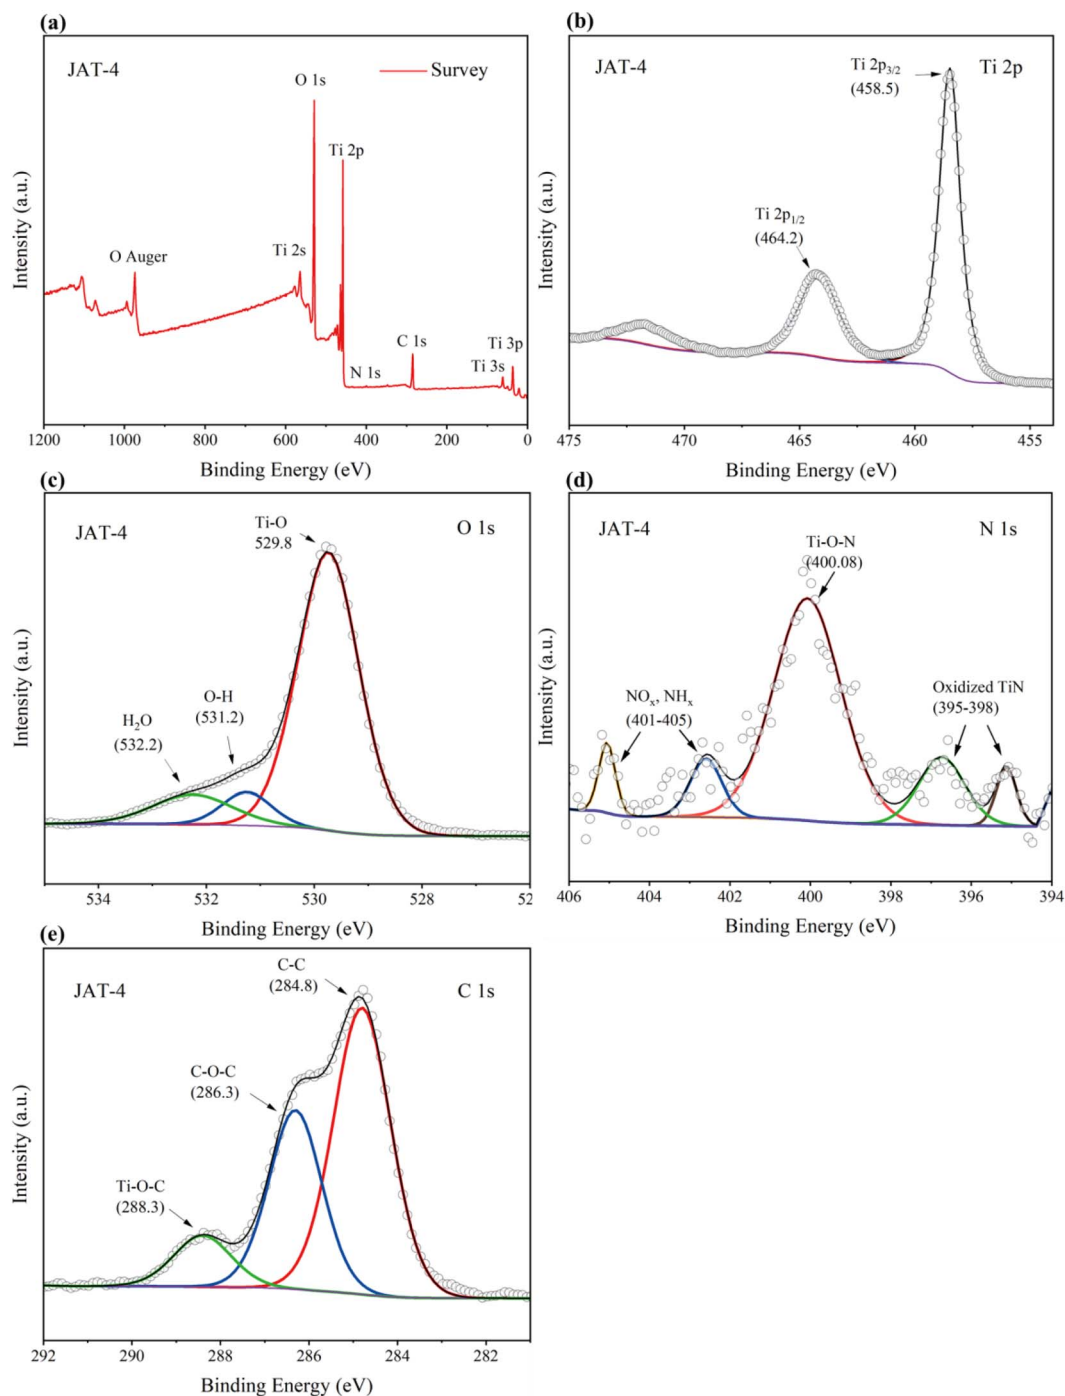 (a)
JAT-4
Survey
O 1s
Ti 2p
Ti 2s
O Auger
C 1s
N 1s
Ti 3p
Ti 3s
Intensity (a.u.)
1200 1000 800 600 400 200 0
Binding Energy (eV)
(b)
JAT-4
Ti 2p
Ti 2p3/2
(458.5)
Ti 2p1/2
(464.2)
Intensity (a.u.)
475 470 465 460 455
Binding Energy (eV)
(c)
JAT-4
O 1s
Ti-O
529.8
O-H
(531.2)
H2O
(532.2)
Intensity (a.u.)
534 532 530 528 52
Binding Energy (eV)
(d)
JAT-4
N 1s
Ti-O-N
(400.08)
NOx, NHx
(401-405)
Oxidized TiN
(395-398)
Intensity (a.u.)
406 404 402 400 398 396 394
Binding Energy (eV)
(e)
JAT-4
C 1s
C-C
(284.8)
C-O-C
(286.3)
Ti-O-C
(288.3)
Intensity (a.u.)
292 290 288 286 284 282
Binding Energy (eV)